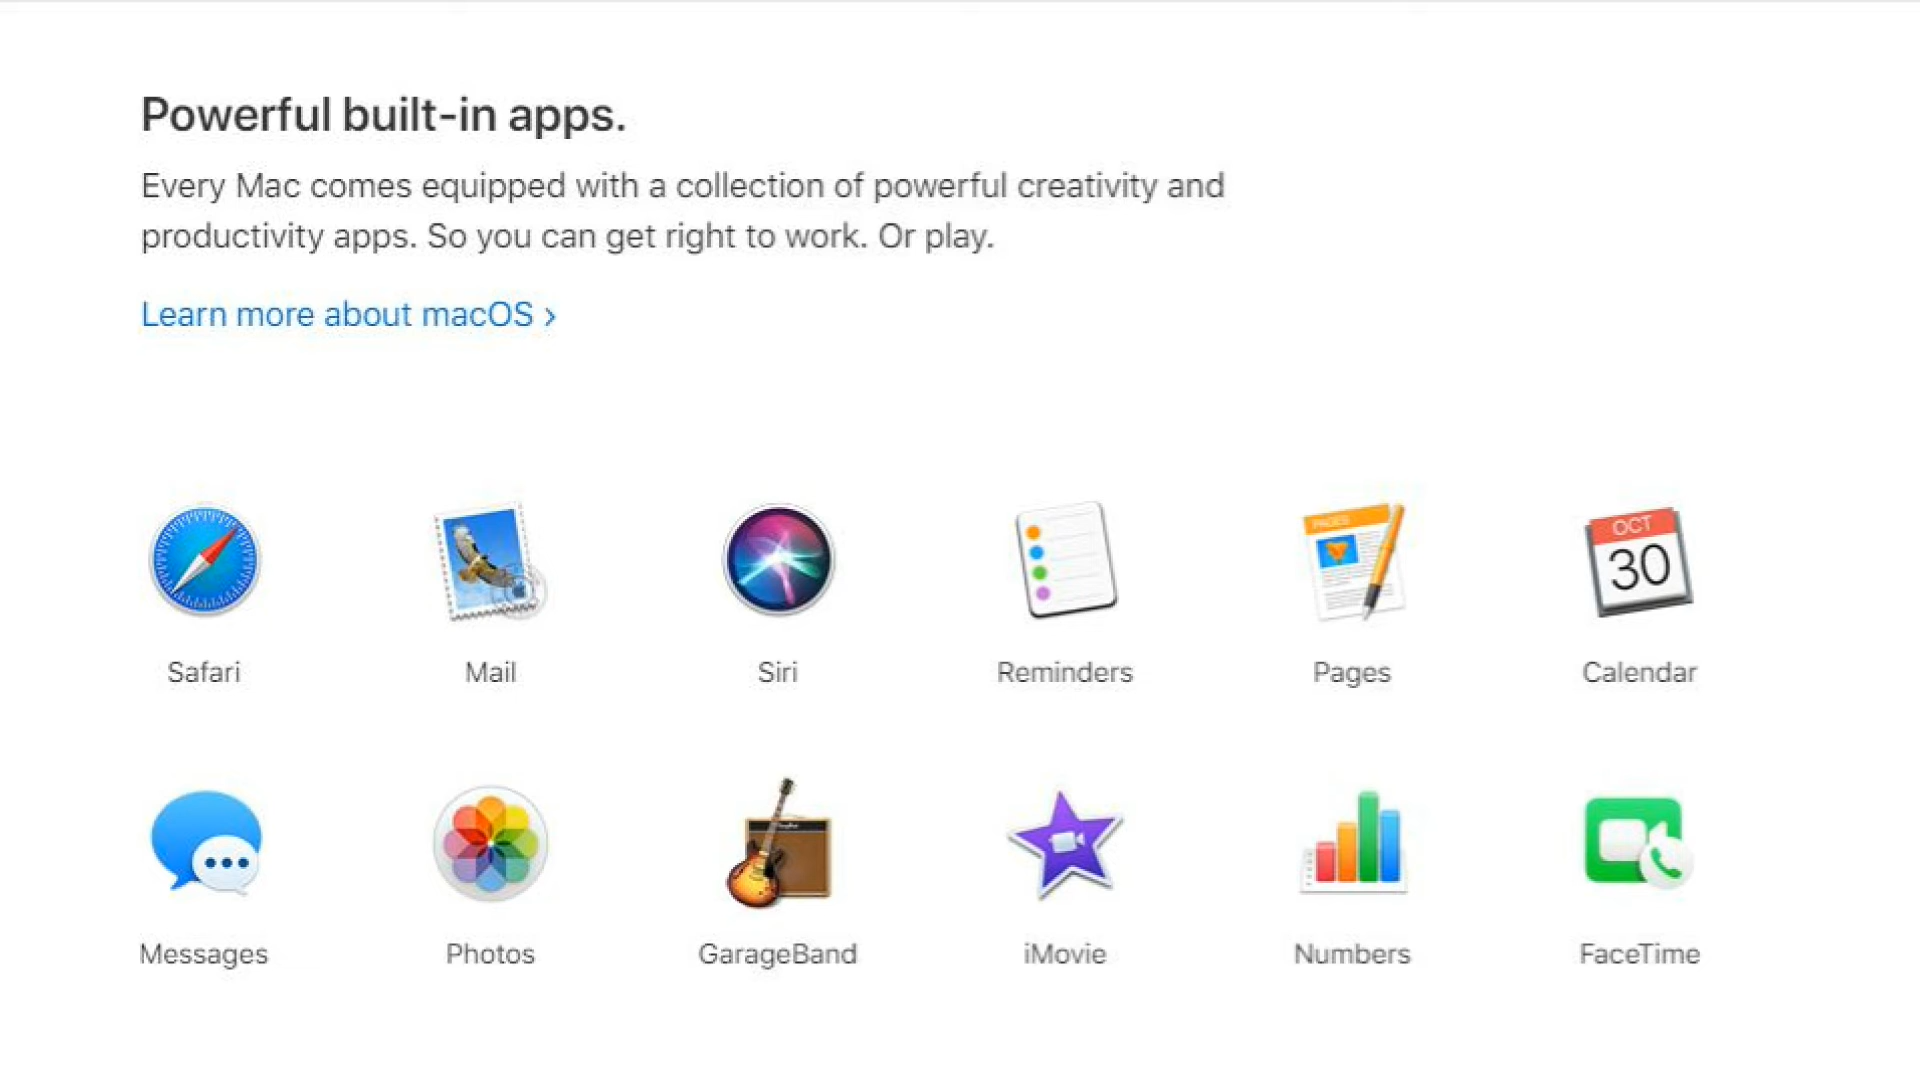 Powerful built-in apps.
Every Mac comes equipped with a collection of powerful creativity and
productivity apps. So you can get right to work. Or play.
Learn more about macOS ›
PAGES
OCT
30
Safari
Mail
Siri
Reminders
Pages
Calendar
Messages
Photos
GarageBand
iMovie
Numbers
FaceTime